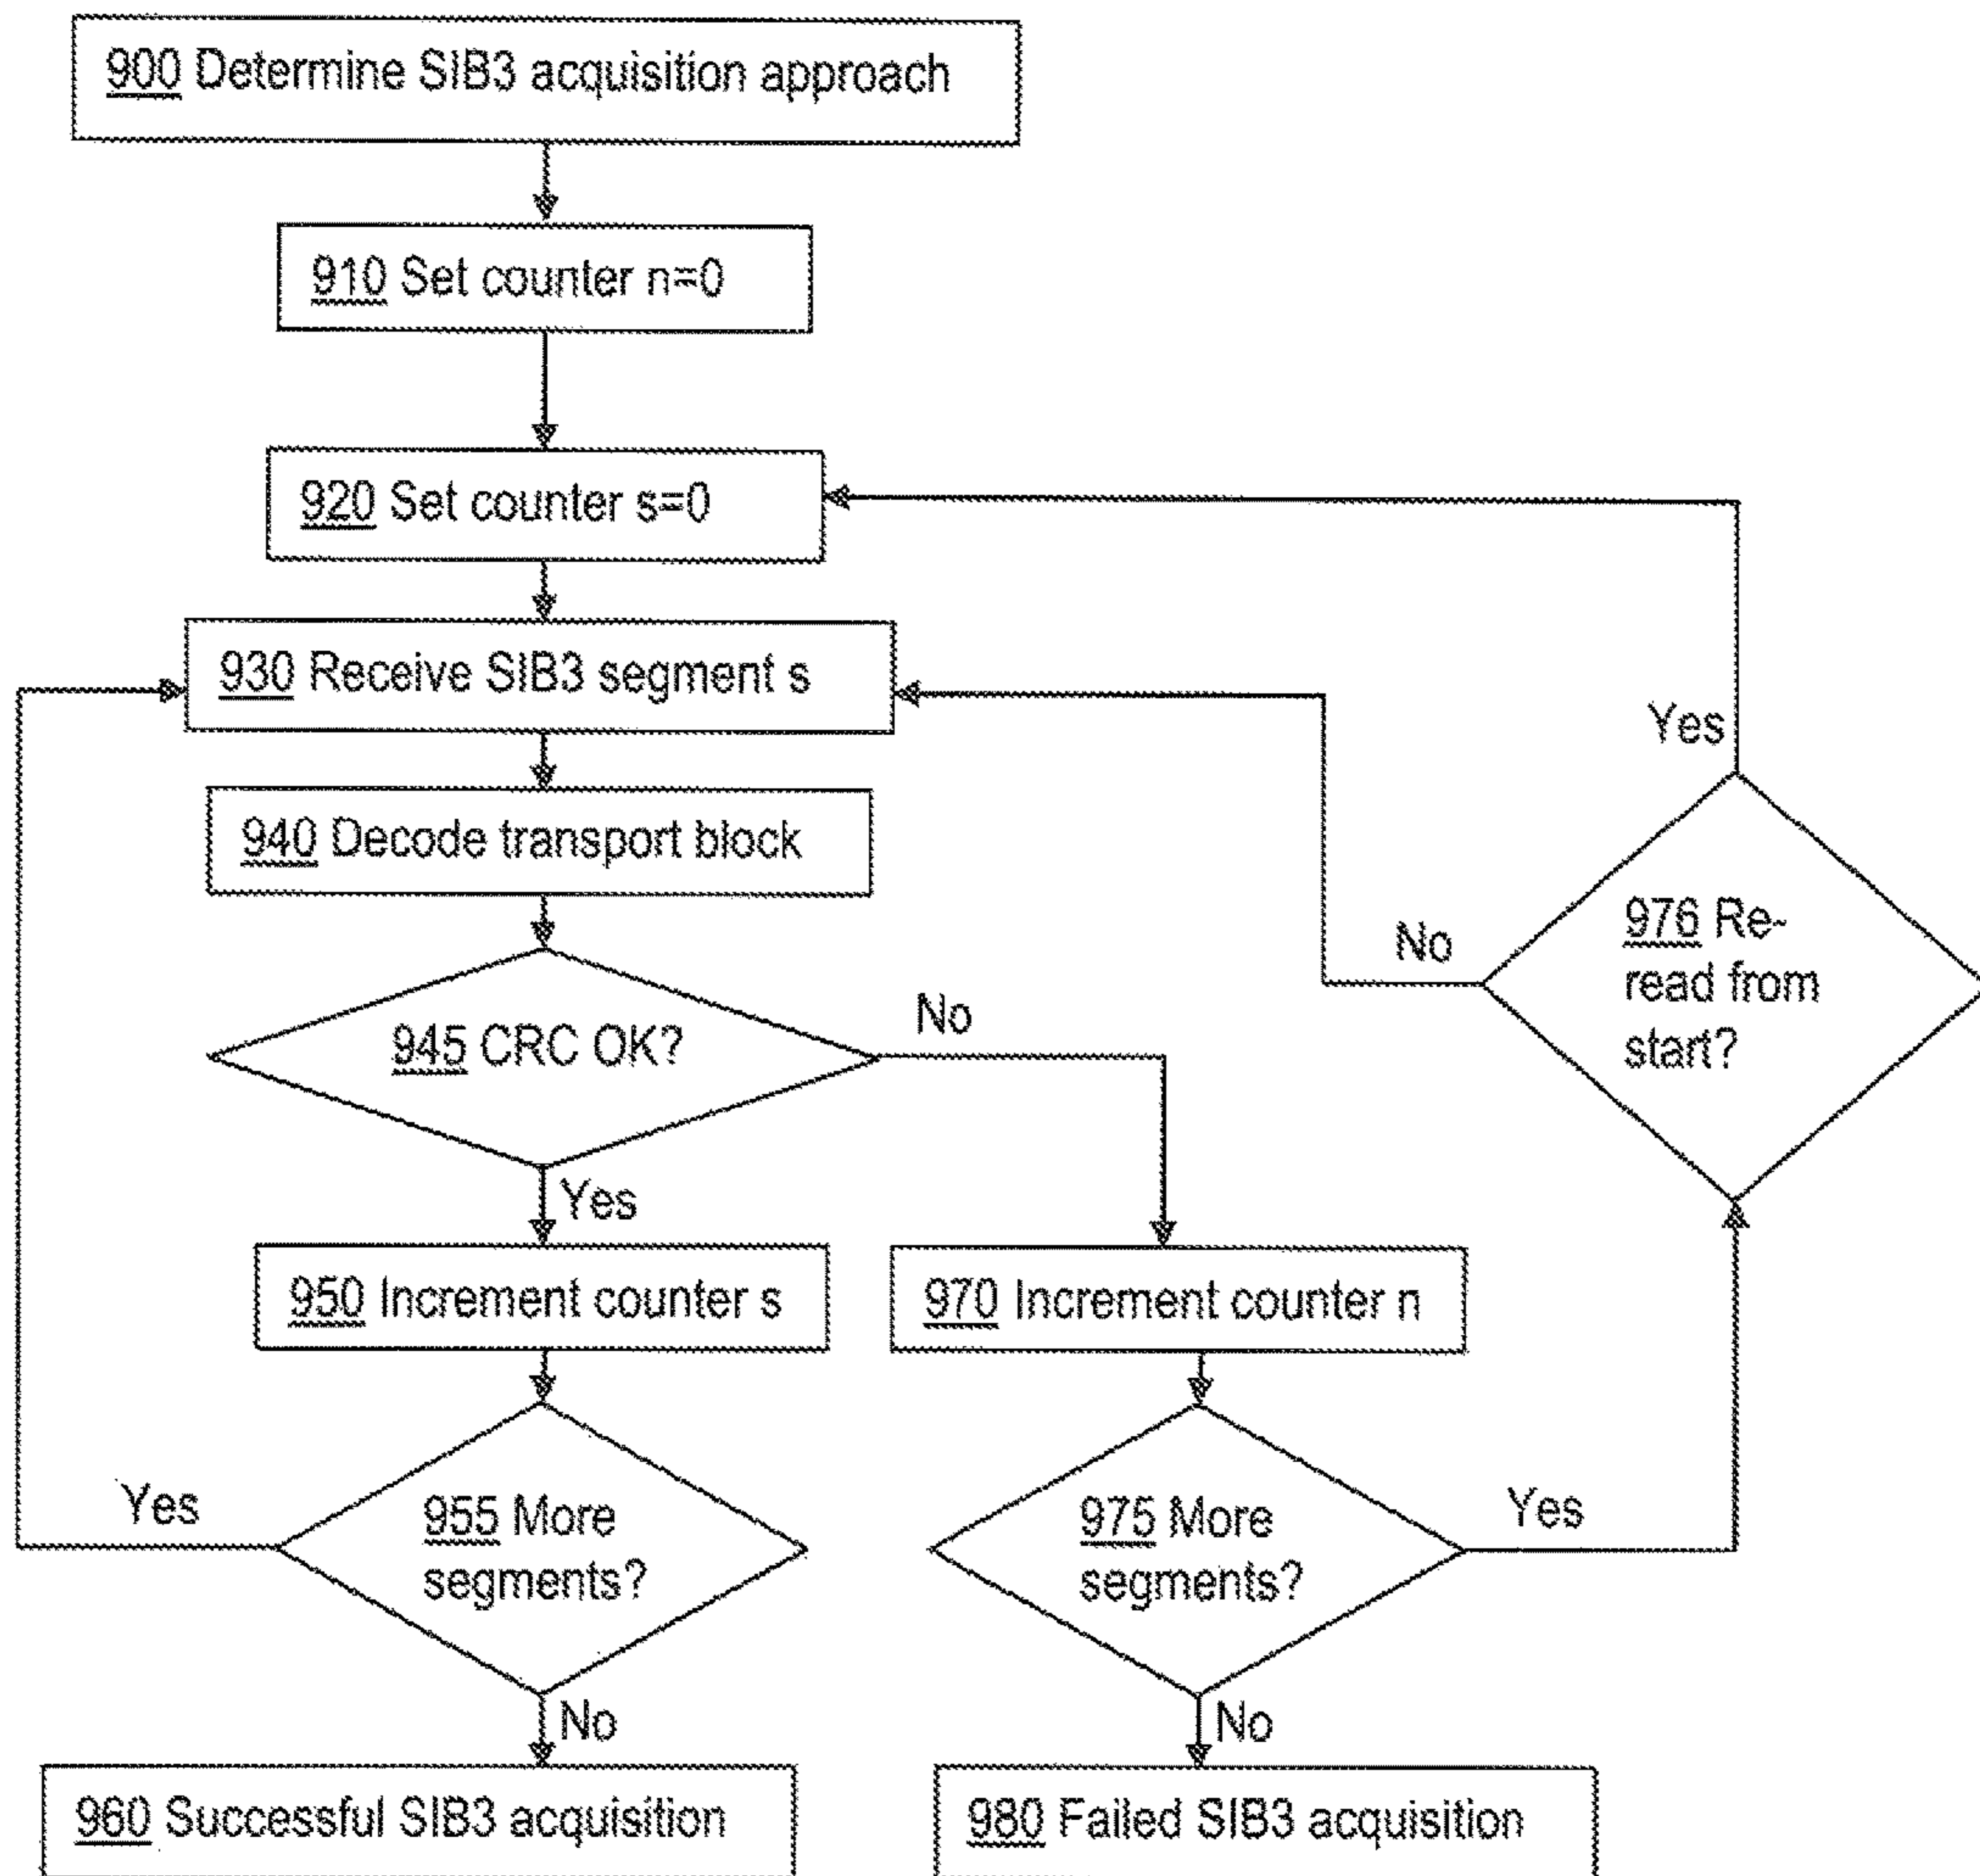 900 Determine SIB3 acquisition approach
910 Set counter n=0
920 Set counter s=0
930 Receive SIB3 segment s
Yes
940 Decode transport block
976 Re-
read from
start?
No
945 CRC OK?
No
Yes
950 Increment counter s
970 Increment counter n
Yes
955 More
segments?
975 More
segments?
Yes
No
No
960 Successful SIB3 acquisition
980 Failed SIB3 acquisition